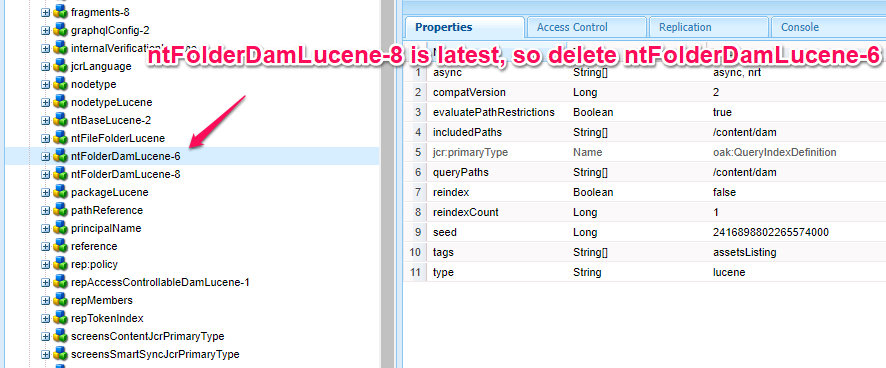 fragments-8
graphqlConfig-2
internalVerification
jcrLanguage
nodetype
nodetypeLucene
ntBaseLucene-2
ntFileFolderLucene
ntFolderDamLucene-6
ntFolderDamLucene-8
packageLucene
pathReference
principalName
reference
rep:policy
repAccessControllableDamLucene-1
repMembers
repTokenIndex
screensContentJcrPrimaryType
screensSmartSyncJcrPrimaryType
ntFolderDamLucene-8 is latest, so delete ntFolderDamLucene-6
Properties Access Control Replication Console
1 async String[] async, nrt
2 compatVersion Long 2
3 evaluatePathRestrictions Boolean true
4 includedPaths String[] /content/dam
5 jcr:primaryType Name oak:QueryIndexDefinition
6 queryPaths String[] /content/dam
7 reindex Boolean false
8 reindexCount Long 1
9 seed Long 2416898802265574000
10 tags String[] assetsListing
11 type String lucene